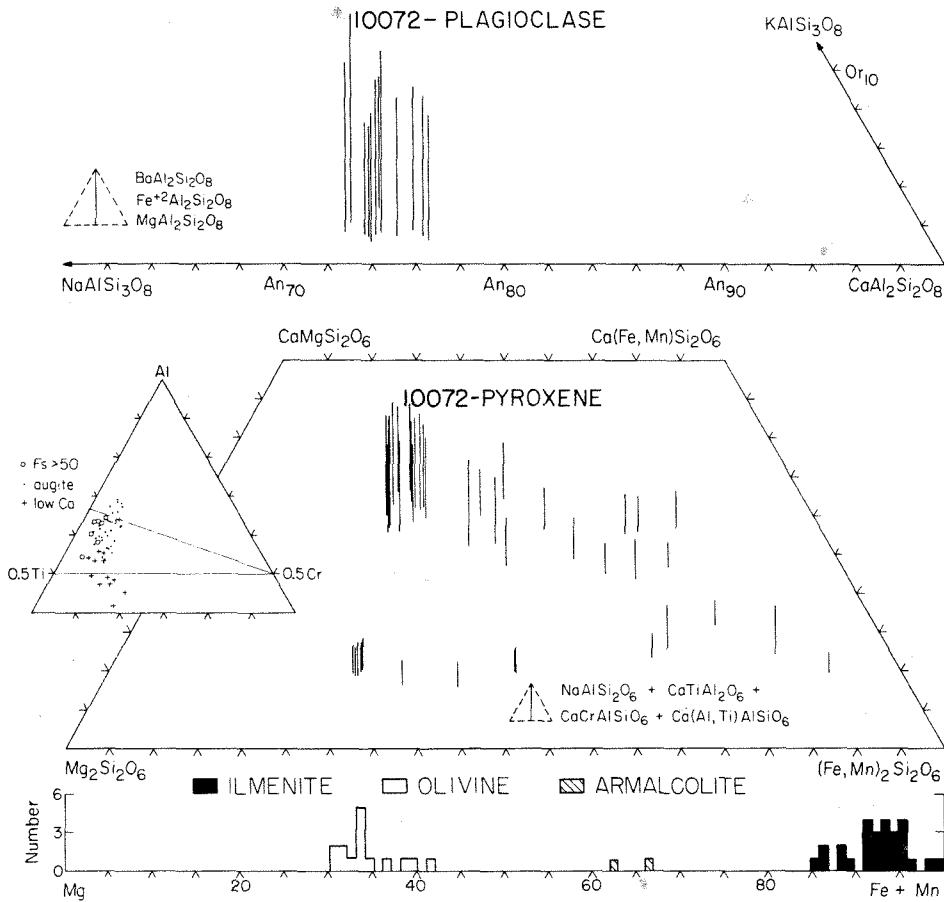 10072-PLAGIOCLASE
KAlSi₃O₈
Or₁₀
BaAl₂Si₂O₈
Fe⁺²Al₂Si₂O₈
MgAl₂Si₂O₈
NaAlSi₃O₈ An₇₀ An₈₀ An₉₀ CaAl₂Si₂O₈
CaMgSi₂O₆ Ca(Fe,Mn)Si₂O₆
Al
10072-PYROXENE
o Fs >50
· augite
+ low Ca
0.5Ti 0.5Cr
NaAlSi₂O₆ + CaTiAl₂O₆ +
CaCrAlSiO₆ + Ca(Al,Ti)AlSiO₆
Mg₂Si₂O₆ (Fe,Mn)₂Si₂O₆
ILMENITE OLIVINE ARMALCOLITE
Number
6
3
0
Mg 20 40 60 80 Fe + Mn